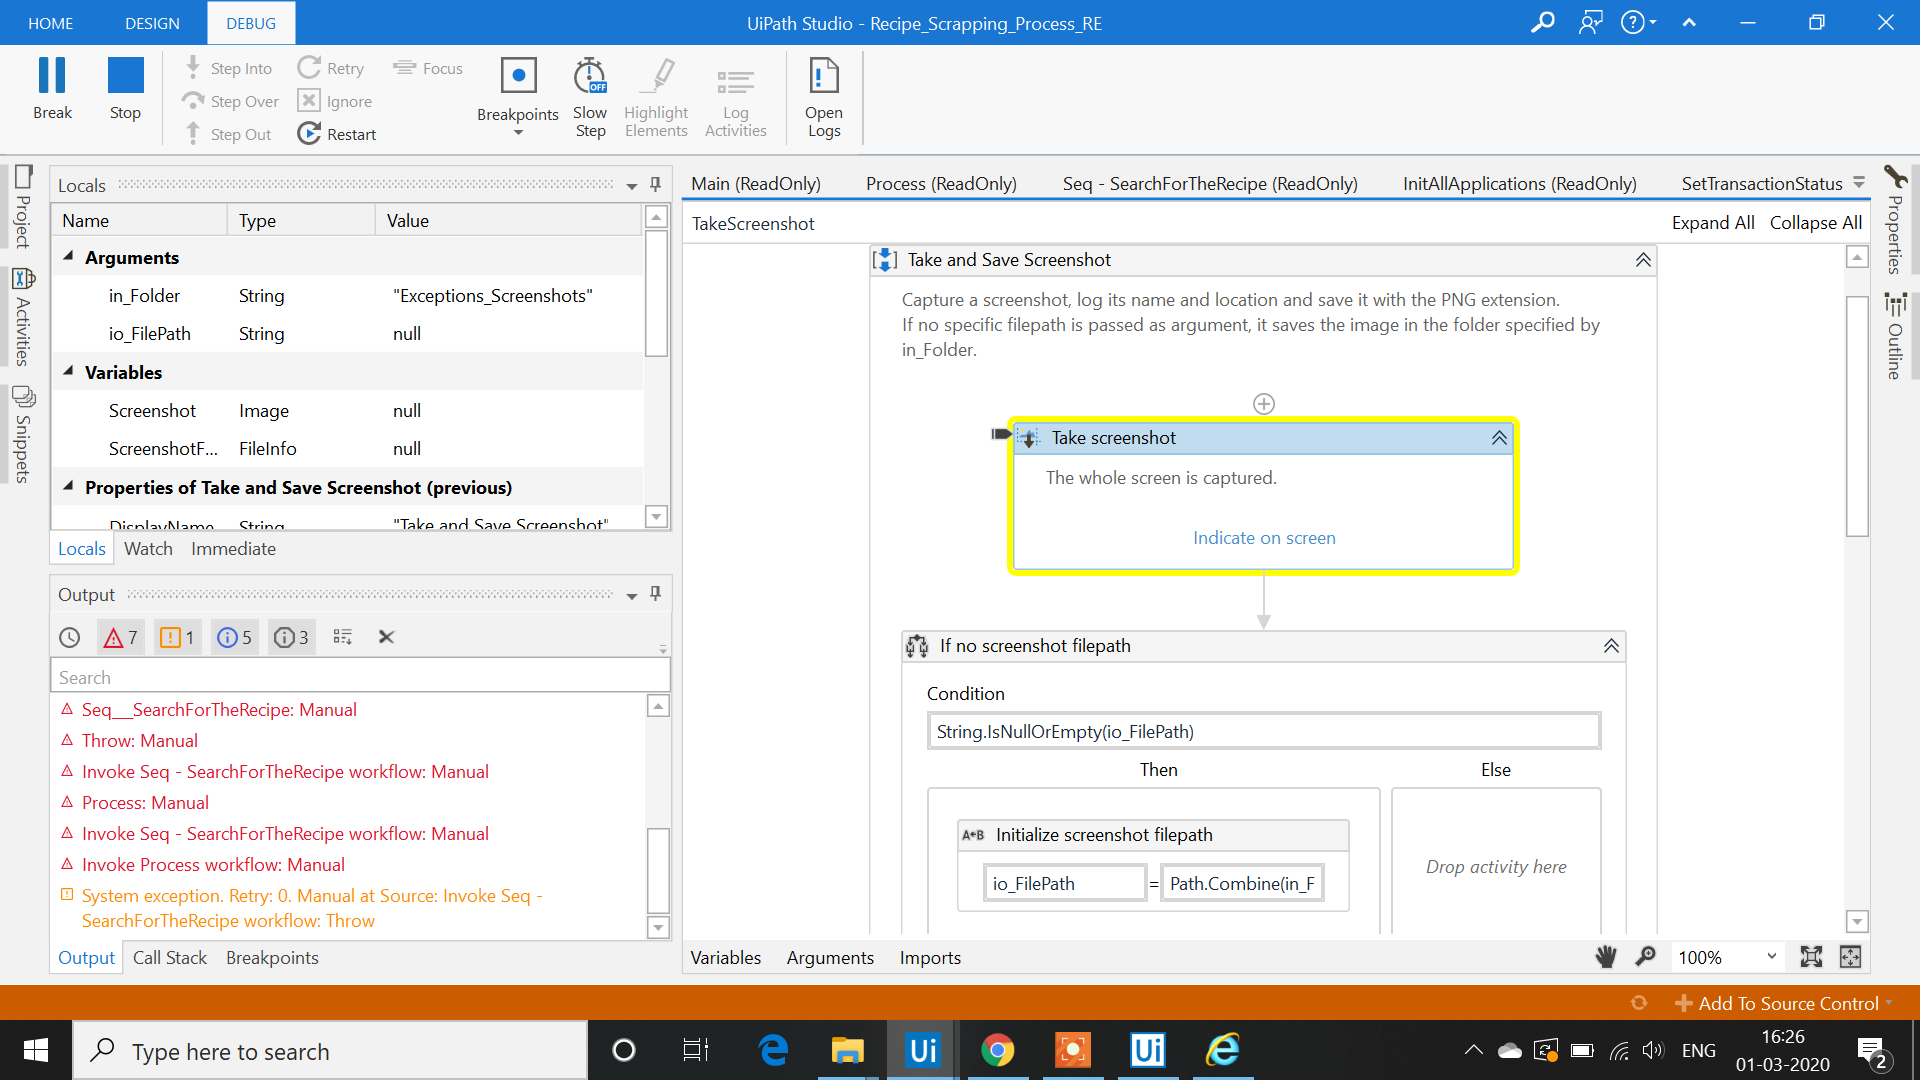 HOME DESIGN DEBUG UiPath Studio - Recipe_Scrapping_Process_RE
Break Stop
Step Into Retry Focus
Step Over Ignore
Step Out Restart
Breakpoints Slow Step Highlight Elements Log Activities Open Logs
OFF
Project
Activities
Snippets
Locals
Name Type Value
Arguments
in_Folder String "Exceptions_Screenshots"
io_FilePath String null
Variables
Screenshot Image null
ScreenshotF... FileInfo null
Properties of Take and Save Screenshot (previous)
DisplayName String "Take and Save Screenshot"
Locals Watch Immediate
Output
7 1 5 3
Search
Seq__SearchForTheRecipe: Manual
Throw: Manual
Invoke Seq - SearchForTheRecipe workflow: Manual
Process: Manual
Invoke Seq - SearchForTheRecipe workflow: Manual
Invoke Process workflow: Manual
System exception. Retry: 0. Manual at Source: Invoke Seq -
SearchForTheRecipe workflow: Throw
Output Call Stack Breakpoints
Main (ReadOnly) Process (ReadOnly) Seq - SearchForTheRecipe (ReadOnly) InitAllApplications (ReadOnly) SetTransactionStatus
TakeScreenshot Expand All Collapse All
Take and Save Screenshot
Capture a screenshot, log its name and location and save it with the PNG extension.
If no specific filepath is passed as argument, it saves the image in the folder specified by
in_Folder.
Take screenshot
The whole screen is captured.
Indicate on screen
If no screenshot filepath
Condition
String.IsNullOrEmpty(io_FilePath)
Then Else
A B Initialize screenshot filepath
io_FilePath = Path.Combine(in_F
Drop activity here
Variables Arguments Imports 100%
Properties
Outline
Add To Source Control
Type here to search
Ui
Ui
ENG
16:26
01-03-2020
2